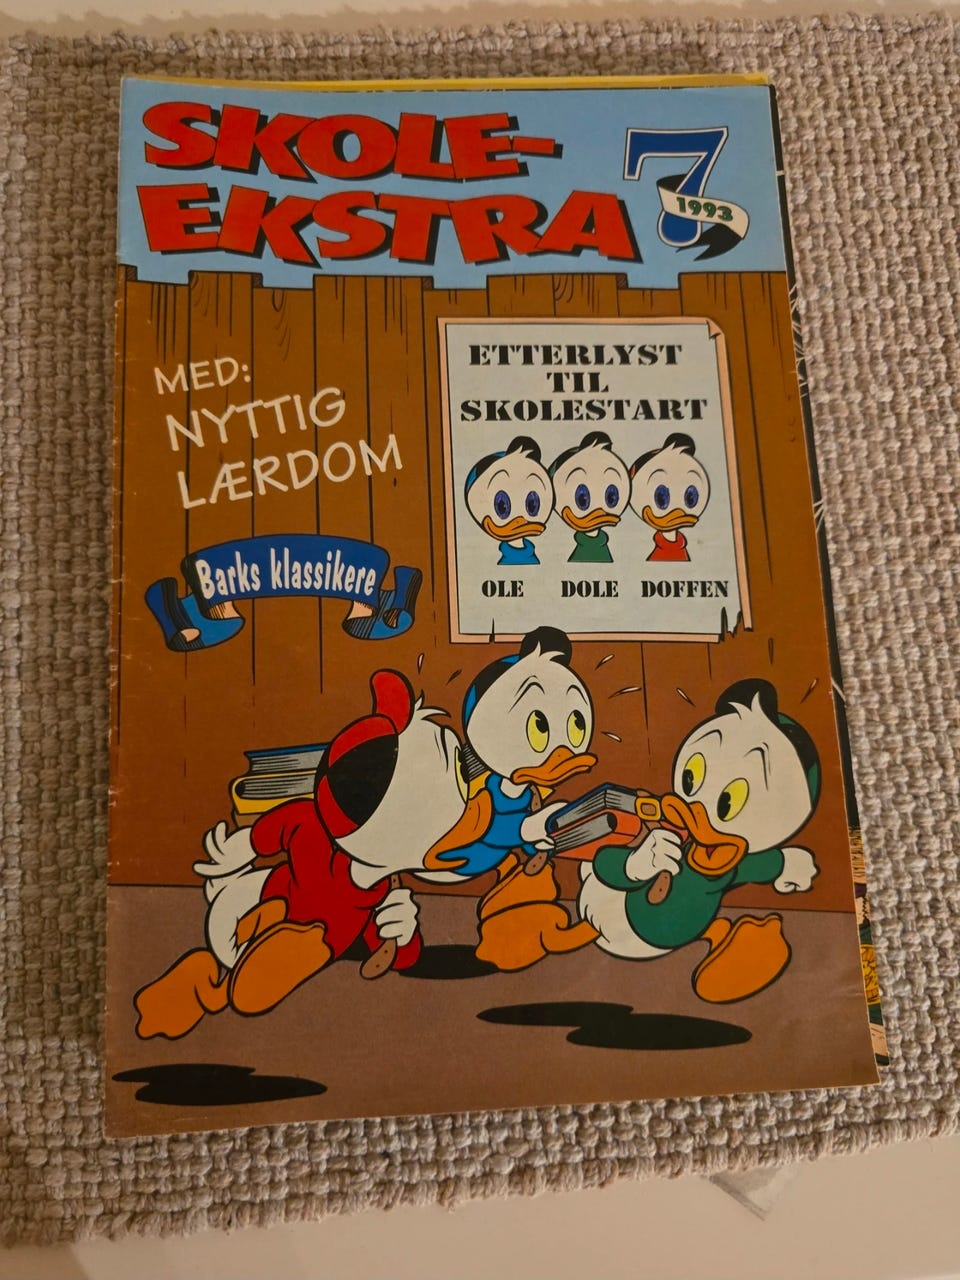 SKOLE-
EKSTRA
7
1993
MED:
NYTTIG
LÆRDOM
Barks klassikere
ETTERLYST
TIL
SKOLESTART
OLE DOLE DOFFEN